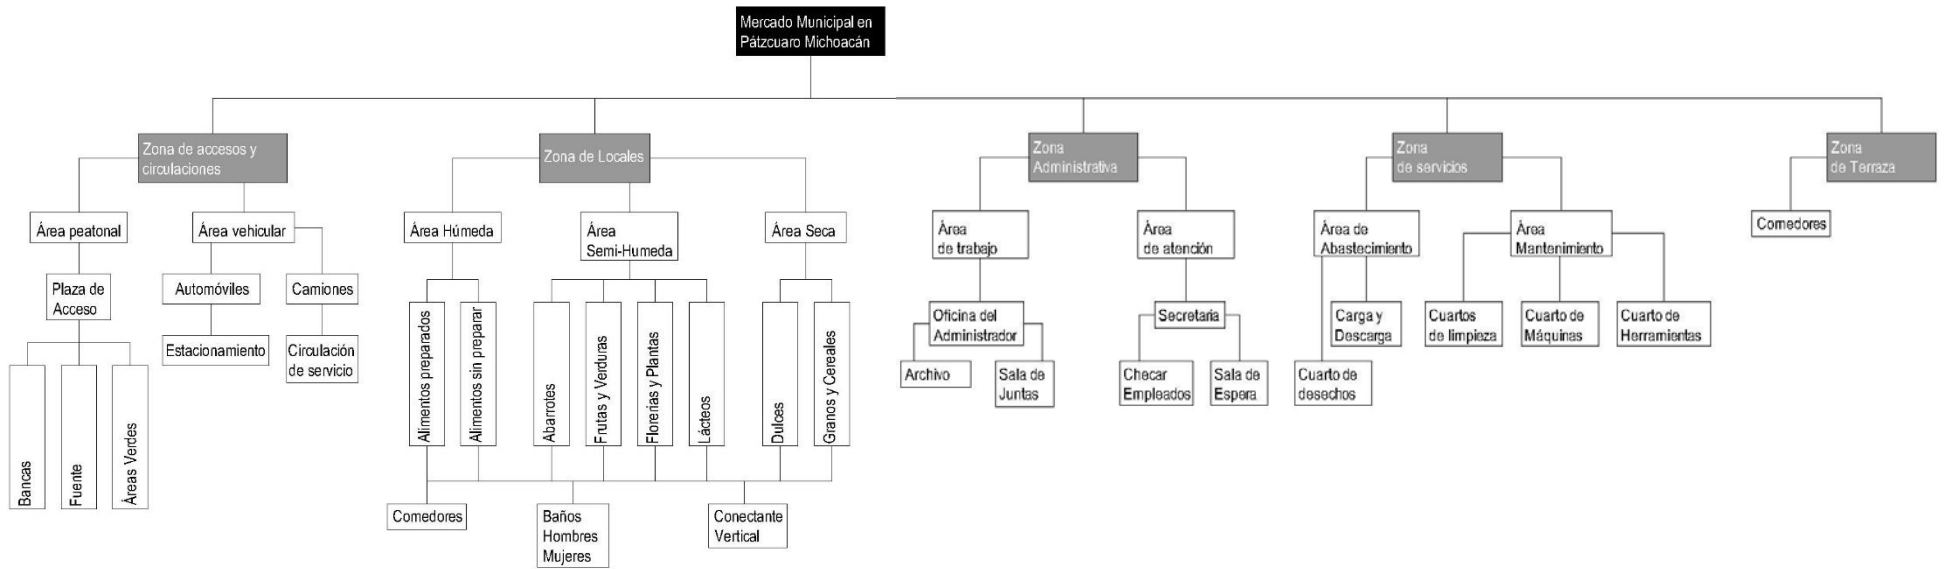 Mercado Municipal en
Pátzcuaro Michoacán
Zona de accesos y
circulaciones
Zona de Locales
Zona
Administrativa
Zona
de servicios
Zona
de Terraza
Área peatonal
Área vehicular
Área Húmeda
Área
Semi-Humeda
Área Seca
Área
de trabajo
Área
de atención
Área de
Abastecimiento
Área
Mantenimiento
Comedores
Plaza de
Acceso
Automóviles
Camiones
Estacionamiento
Circulación
de servicio
Bancas
Fuente
Áreas Verdes
Alimentos preparados
Alimentos sin preparar
Abarrotes
Frutas y Verduras
Florerías y Plantas
Lácteos
Dulces
Granos y Cereales
Comedores
Baños
Hombres
Mujeres
Conectante
Vertical
Oficina del
Administrador
Archivo
Sala de
Juntas
Secretaria
Checar
Empleados
Sala de
Espera
Carga y
Descarga
Cuarto de
desechos
Cuartos
de limpieza
Cuarto de
Máquinas
Cuarto de
Herramientas